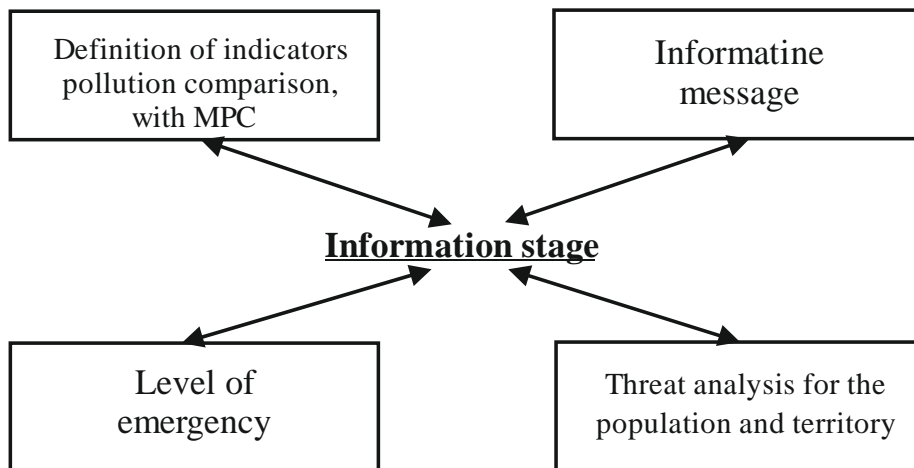 Definition of indicators
pollution comparison,
with MPC
Informatine
message
Information stage
Level of
emergency
Threat analysis for the
population and territory